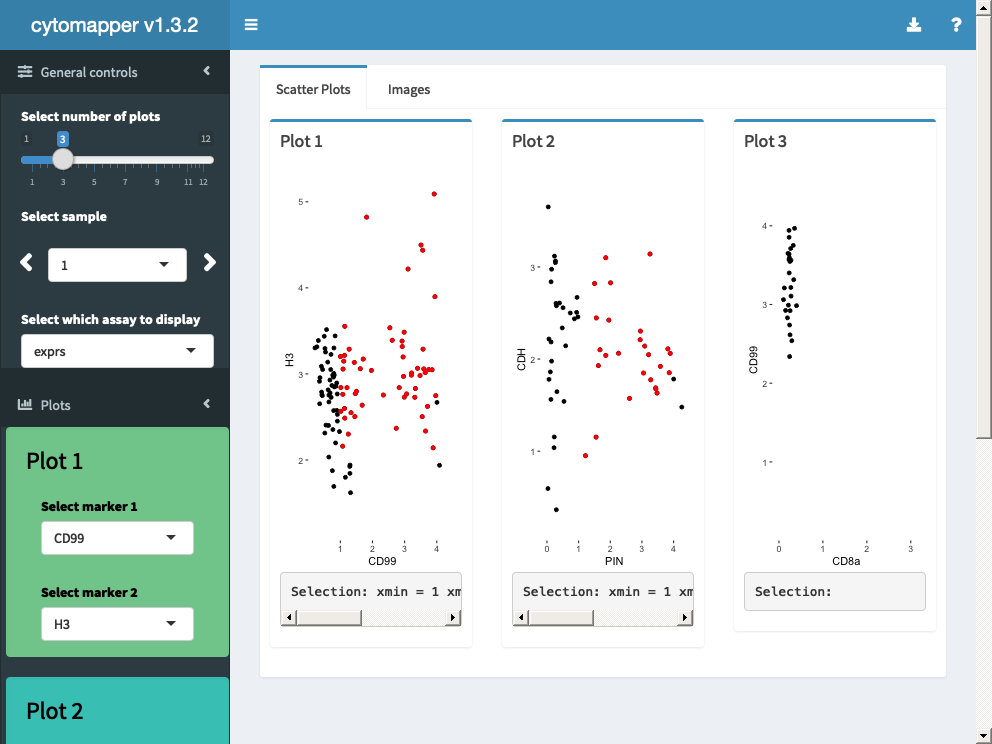 cytomapper v1.3.2
?
General controls
Select number of plots
1 3 12
1 3 5 7 9 11 12
Select sample
1
Select which assay to display
exprs
Plots
Plot 1
Select marker 1
CD99
Select marker 2
H3
Plot 2
Scatter Plots Images
Plot 1
5
4
3
2
H3
1 2 3 4
CD99
Selection: xmin = 1 xm
Plot 2
3
2
1
CDH
0 1 2 3 4
PIN
Selection: xmin = 1 xm
Plot 3
4
3
2
1
CD99
0 1 2 3
CD8a
Selection: